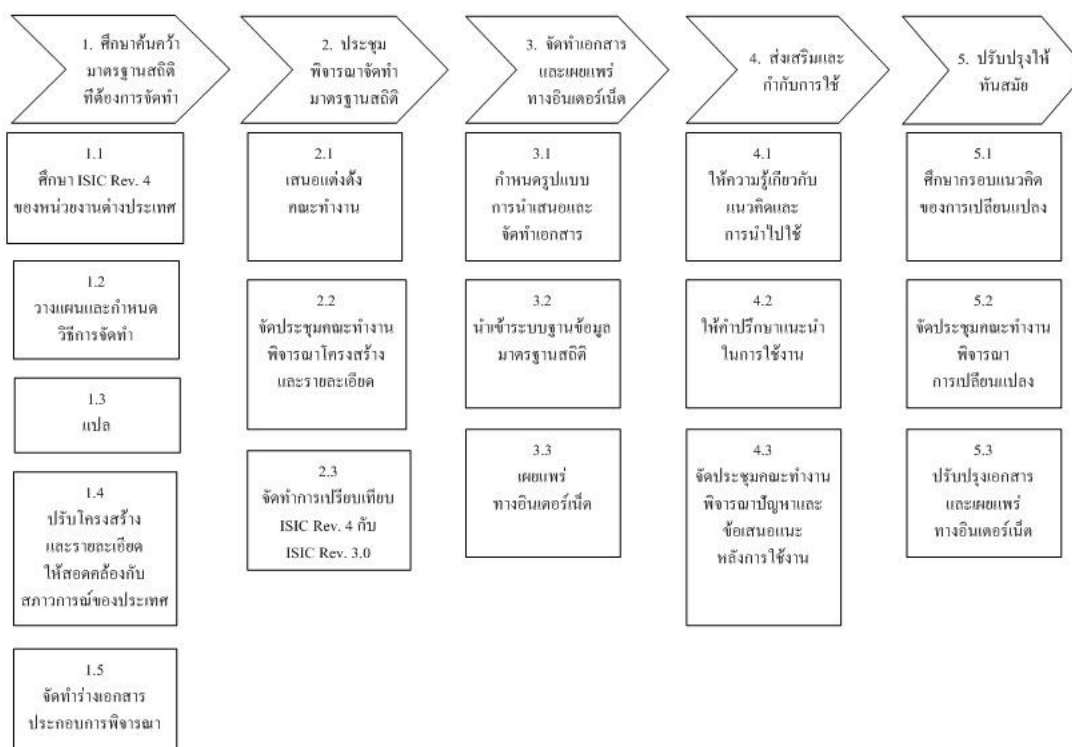 1. ศึกษาค้นคว้า
มาตรฐานสถิติ
ที่ต้องการจัดทำ
2. ประชุม
พิจารณาจัดทำ
มาตรฐานสถิติ
3. จัดทำเอกสาร
และเผยแพร่
ทางอินเตอร์เน็ต
4. ส่งเสริมและ
กำกับการใช้
5. ปรับปรุงให้
ทันสมัย
1.1
ศึกษา ISIC Rev. 4
ของหน่วยงานต่างประเทศ
1.2
วางแผนและกำหนด
วิธีการจัดทำ
1.3
แปล
1.4
ปรับโครงสร้าง
และรายละเอียด
ให้สอดคล้องกับ
สภาวการณ์ของประเทศ
1.5
จัดทำร่างเอกสาร
ประกอบการพิจารณา
2.1
เสนอแต่งตั้ง
คณะทำงาน
2.2
จัดประชุมคณะทำงาน
พิจารณาโครงสร้าง
และรายละเอียด
2.3
จัดทำการเปรียบเทียบ
ISIC Rev. 4 กับ
ISIC Rev. 3.0
3.1
กำหนดรูปแบบ
การนำเสนอและ
จัดทำเอกสาร
3.2
นำเข้าระบบฐานข้อมูล
มาตรฐานสถิติ
3.3
เผยแพร่
ทางอินเตอร์เน็ต
4.1
ให้ความรู้เกี่ยวกับ
แนวคิดและ
การนำไปใช้
4.2
ให้คำปรึกษาแนะนำ
ในการใช้งาน
4.3
จัดประชุมคณะทำงาน
พิจารณาปัญหาและ
ข้อเสนอแนะ
หลังการใช้งาน
5.1
ศึกษากรอบแนวคิด
ของการเปลี่ยนแปลง
5.2
จัดประชุมคณะทำงาน
พิจารณา
การเปลี่ยนแปลง
5.3
ปรับปรุงเอกสาร
และเผยแพร่
ทางอินเตอร์เน็ต